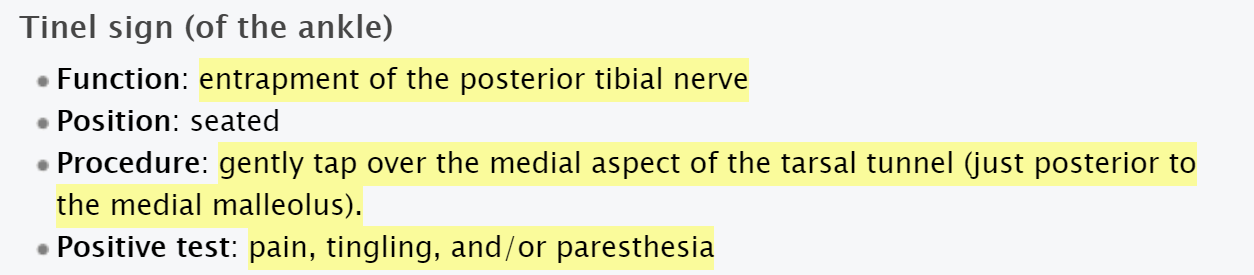 Tinel sign (of the ankle)
Function: entrapment of the posterior tibial nerve
Position: seated
Procedure: gently tap over the medial aspect of the tarsal tunnel (just posterior to
the medial malleolus).
Positive test: pain, tingling, and/or paresthesia